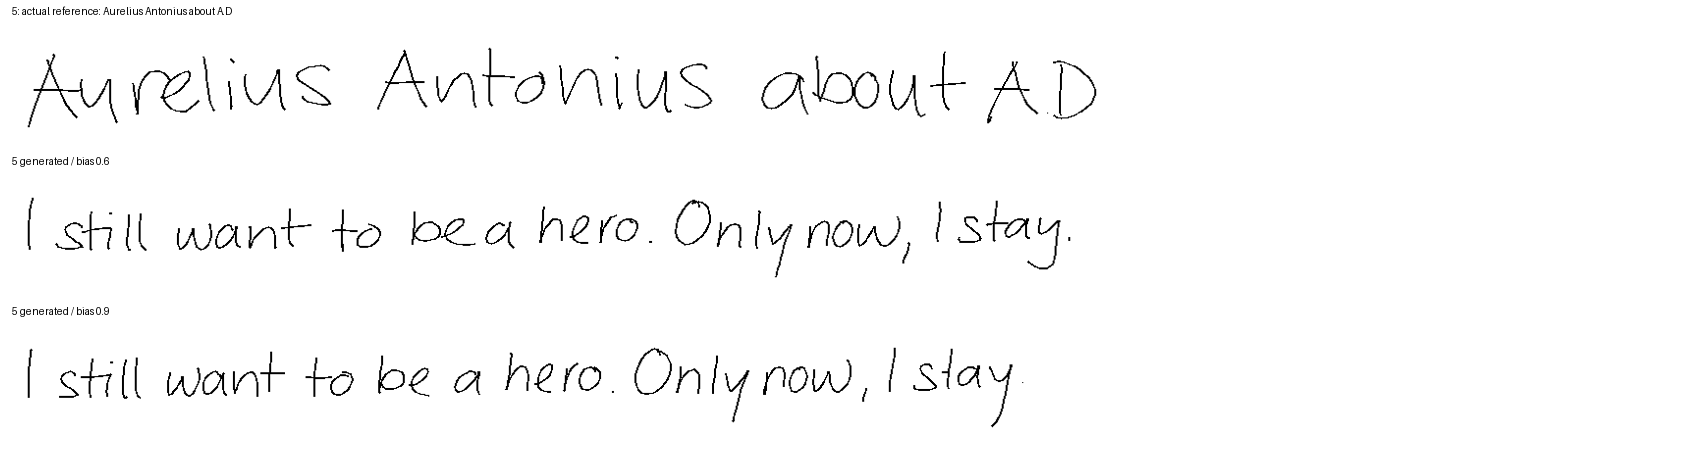 5: actual reference: Aurelius Antonius about A.D
Aurelius Antonius about A.D
5 generated / bias 0.6
I still want to be a hero. Only now, I stay.
5 generated / bias 0.9
I still want to be a hero. Only now, I stay.